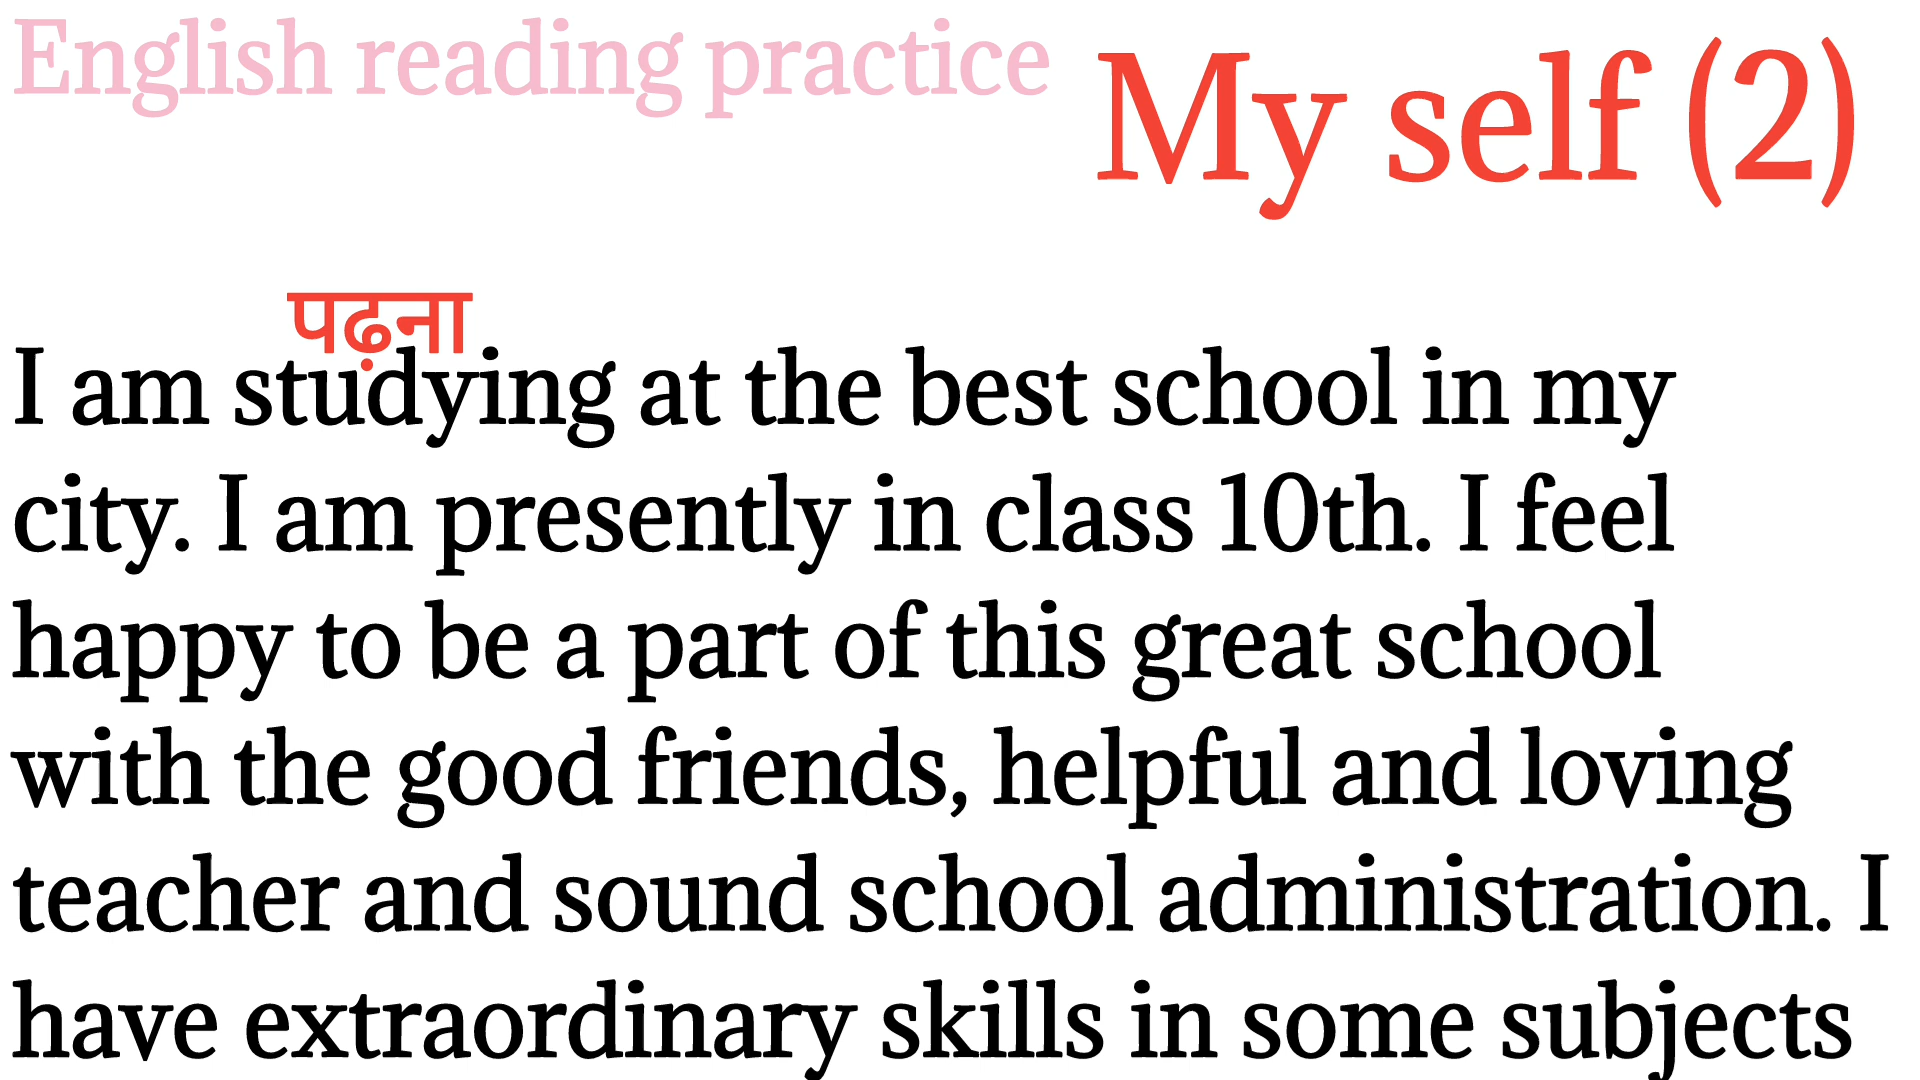 English reading practice
My self (2)
पढ़ना
I am studying at the best school in my
city. I am presently in class 10th. I feel
happy to be a part of this great school
with the good friends, helpful and loving
teacher and sound school administration. I
have extraordinary skills in some subjects